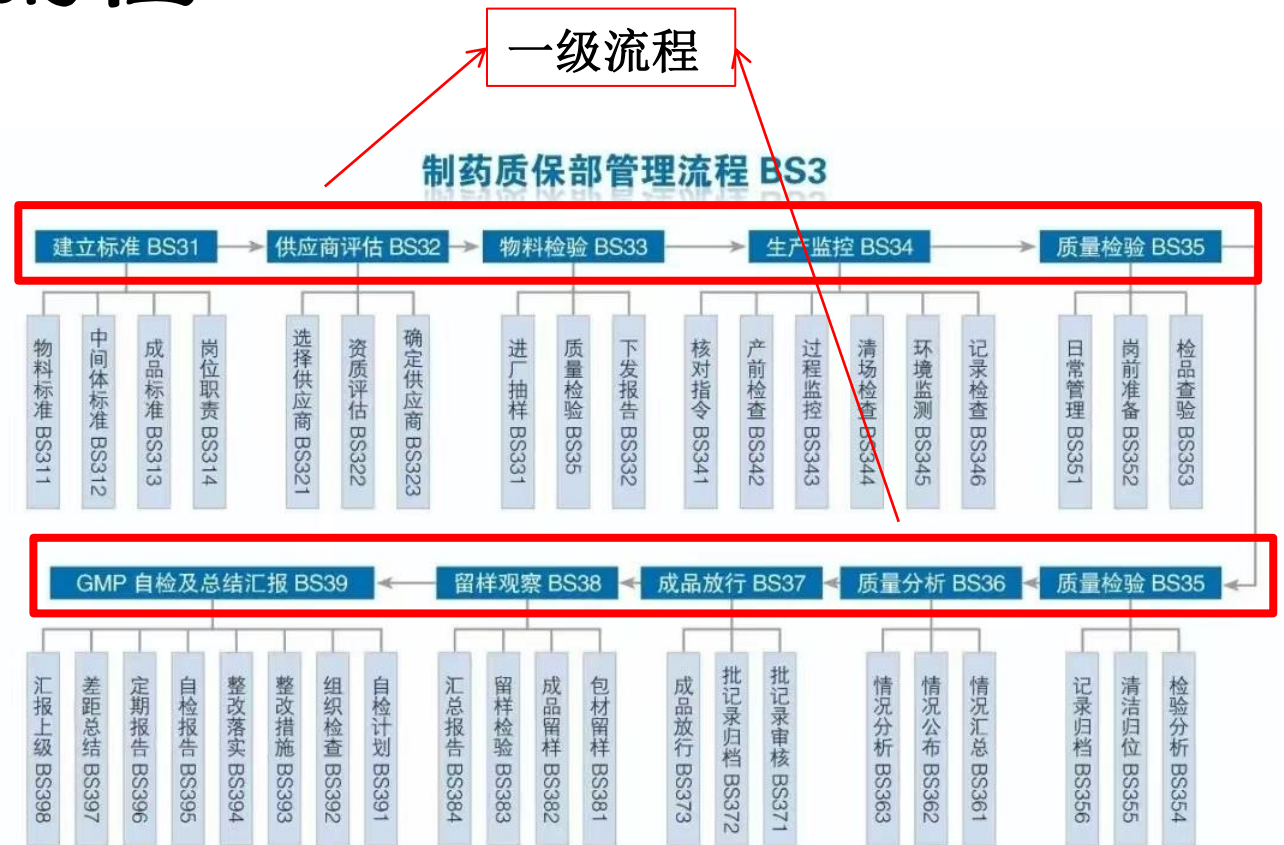 一级流程
制药质保部管理流程 BS3
建立标准 BS31
供应商评估 BS32
物料检验 BS33
生产监控 BS34
质量检验 BS35
物料标准 BS311
中间体标准 BS312
成品标准 BS313
岗位职责 BS314
选择供应商 BS321
资质评估 BS322
确定供应商 BS323
进厂抽样 BS331
质量检验 BS35
下发报告 BS332
核对指令 BS341
产前检查 BS342
过程监控 BS343
清场检查 BS344
环境监测 BS345
记录检查 BS346
日常管理 BS351
岗前准备 BS352
检品查验 BS353
GMP 自检及总结汇报 BS39
留样观察 BS38
成品放行 BS37
质量分析 BS36
质量检验 BS35
汇报上级 BS398
差距总结 BS397
定期报告 BS396
自检报告 BS395
整改落实 BS394
整改措施 BS393
组织检查 BS392
自检计划 BS391
汇总报告 BS384
留样检验 BS383
成品留样 BS382
包材留样 BS381
成品放行 BS373
批记录归档 BS372
批记录审核 BS371
情况分析 BS363
情况公布 BS362
情况汇总 BS361
记录归档 BS356
清洁归位 BS355
检验分析 BS354